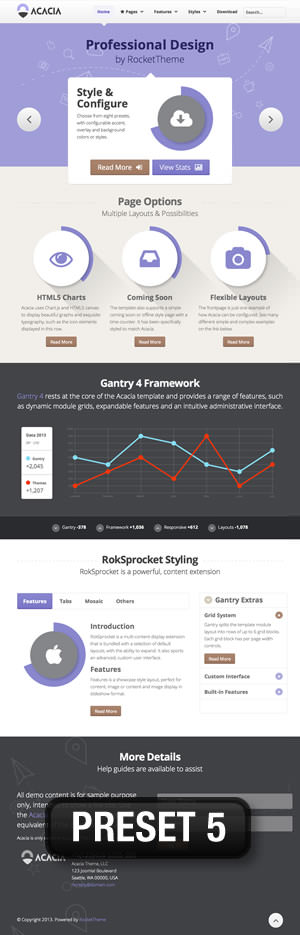 ACACIA
Home Pages Features Styles Download Search...
Professional Design
by RocketTheme
Style &
Configure
Choose from eight presets,
with configurable accent,
overlay and background
colors or styles.
Read More View Stats
Page Options
Multiple Layouts & Possibilities
HTML5 Charts Coming Soon Flexible Layouts
Acacia uses Chart.js and HTML5 canvas
to display beautiful graphs and exquisite
typography, such as the icon elements
displayed in this row.
The template also supports a simple
coming soon or offline style page with a
time counter. It has been specifically
styled to match Acacia.
The frontpage is just one example of
how Acacia can be configured. See many
different simple and complex examples
on the link below.
Read More Read More Read More
Gantry 4 Framework
Gantry 4 rests at the core of the Acacia template and provides a range of features, such
as dynamic module grids, expandable features and an intuitive administrative interface.
Data 2013
Gantry
+2,045
Themes
+1,207
Gantry -378 Framework +1,036 Responsive +612 Layouts -1,078
RokSprocket Styling
RokSprocket is a powerful, content extension
Features Tabs Mosaic Others
Introduction
RokSprocket is a multi-content display extension
that is bundled with a selection of default
layouts, with the ability to expand. It also sports
an advanced, custom user interface.
Features
Features is a showcase style layout, perfect for
content, image or content and image display in
slideshow format.
Read More
Gantry Extras
Grid System
Gantry splits the template module
layout into rows of up to 6 grid blocks.
Each grid block has per page width
controls.
Read More
Custom Interface
Built-in Features
More Details
Help guides are available to assist
All demo content is for sample purpose
only, inten
the Acacia
equivalent
Acacia is only
PRESET 5
ACACIA
Acacia Theme, LLC
123 Joomla! Boulevard
Seattle, WA 00000, USA
© Copyright 2013. Powered by RocketTheme